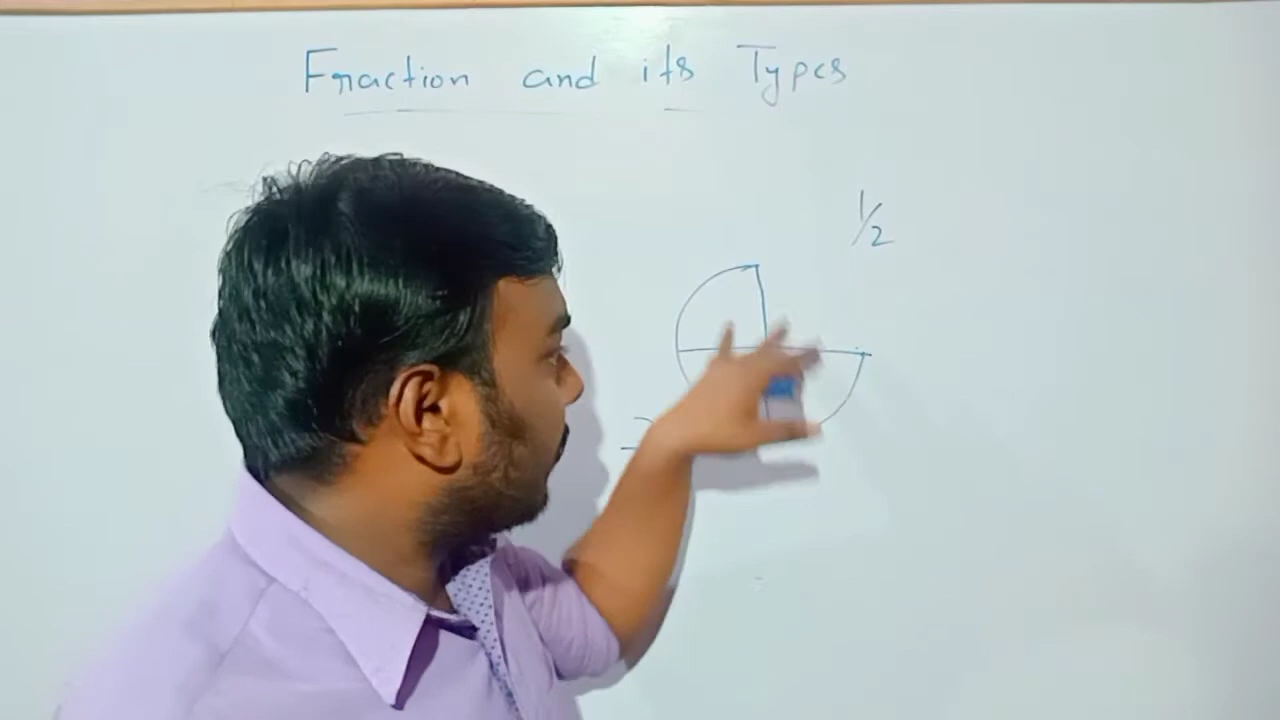 Fraction and its Types
1/2